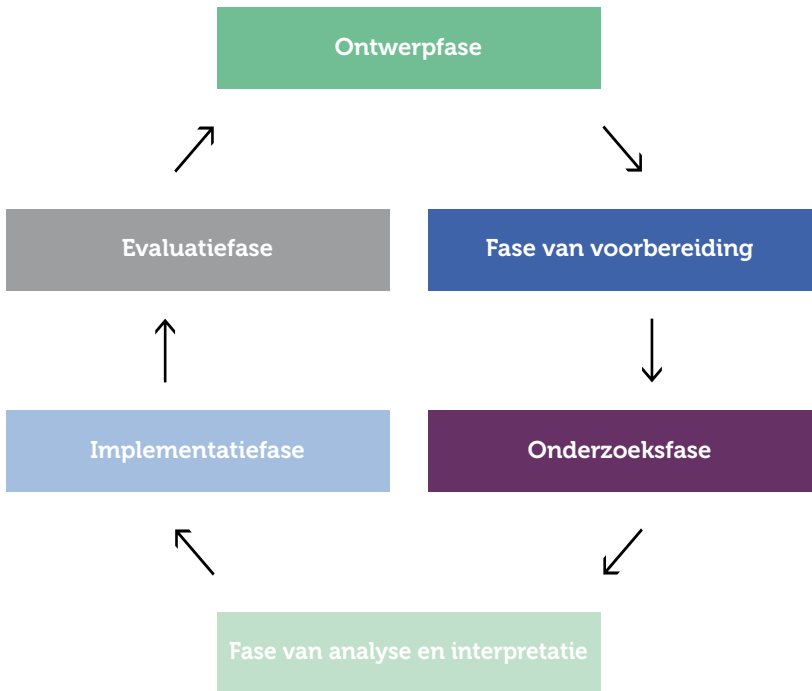 Ontwerpfase
Evaluatiefase
Fase van voorbereiding
Implementatiefase
Onderzoeksfase
Fase van analyse en interpretatie